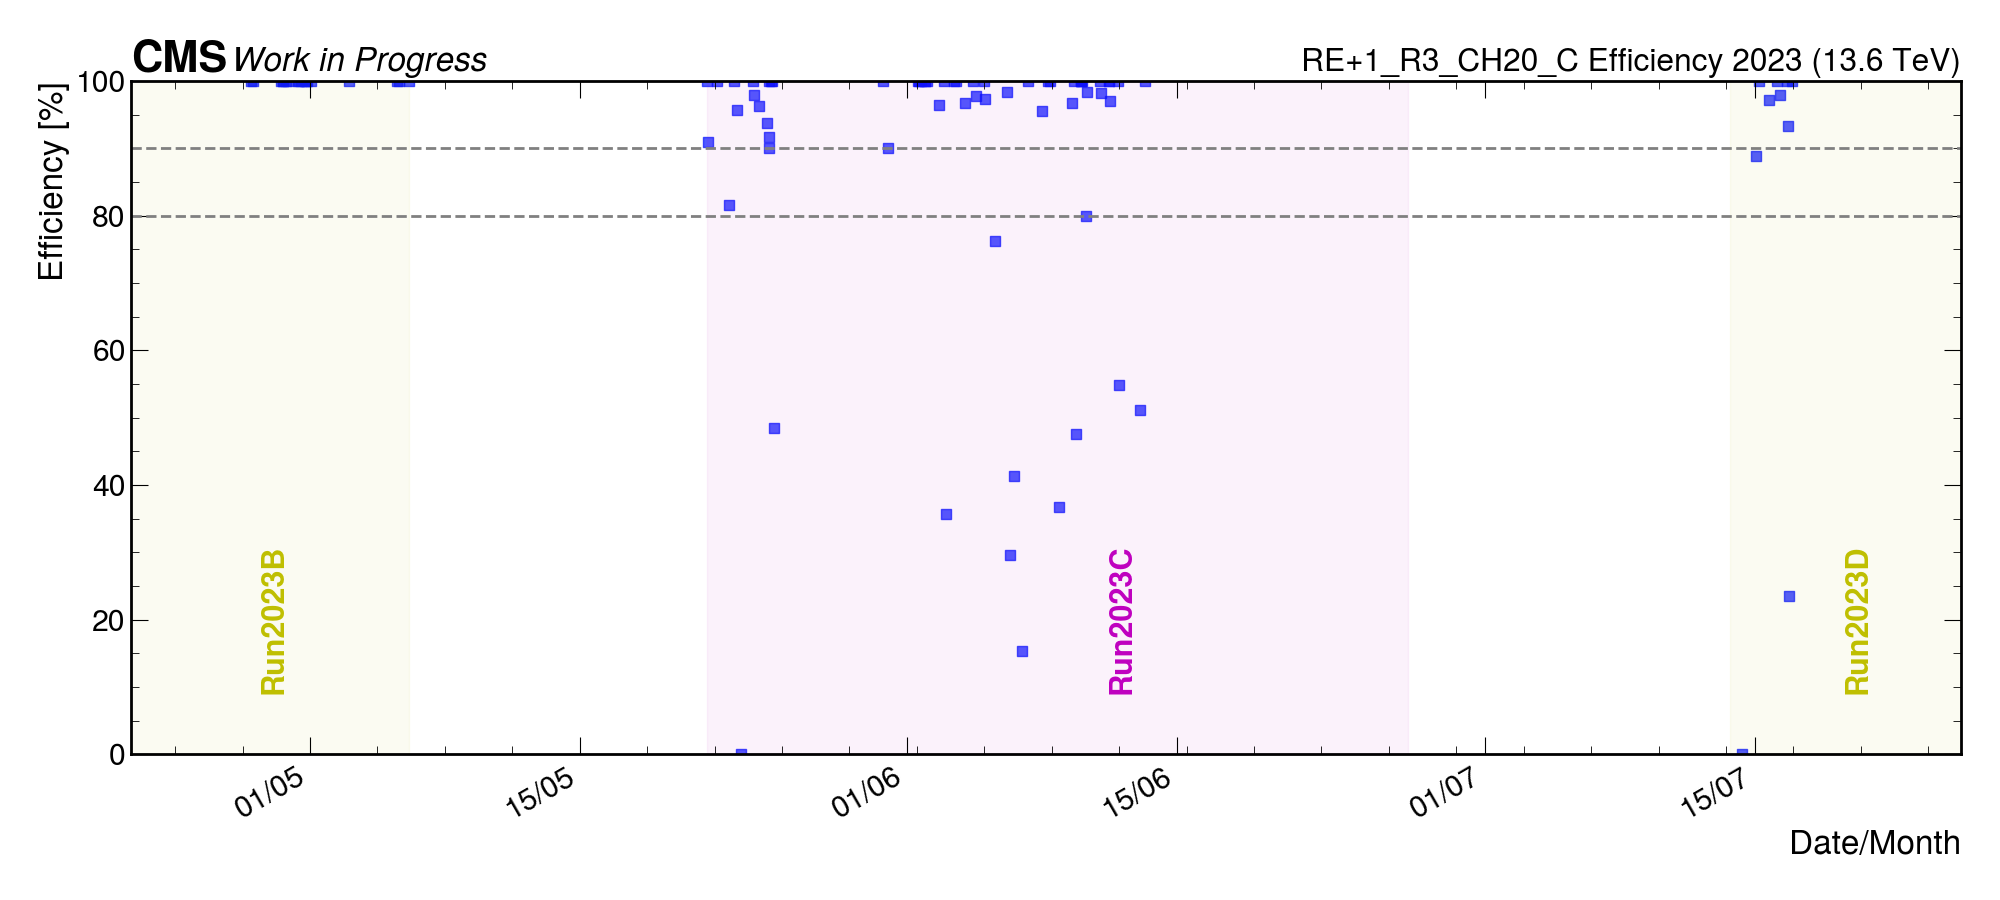 CMS Work in Progress
RE+1_R3_CH20_C Efficiency 2023 (13.6 TeV)
Efficiency [%]
100
80
60
40
20
0
Run2023B
Run2023C
Run2023D
01/05
15/05
01/06
15/06
01/07
15/07
Date/Month